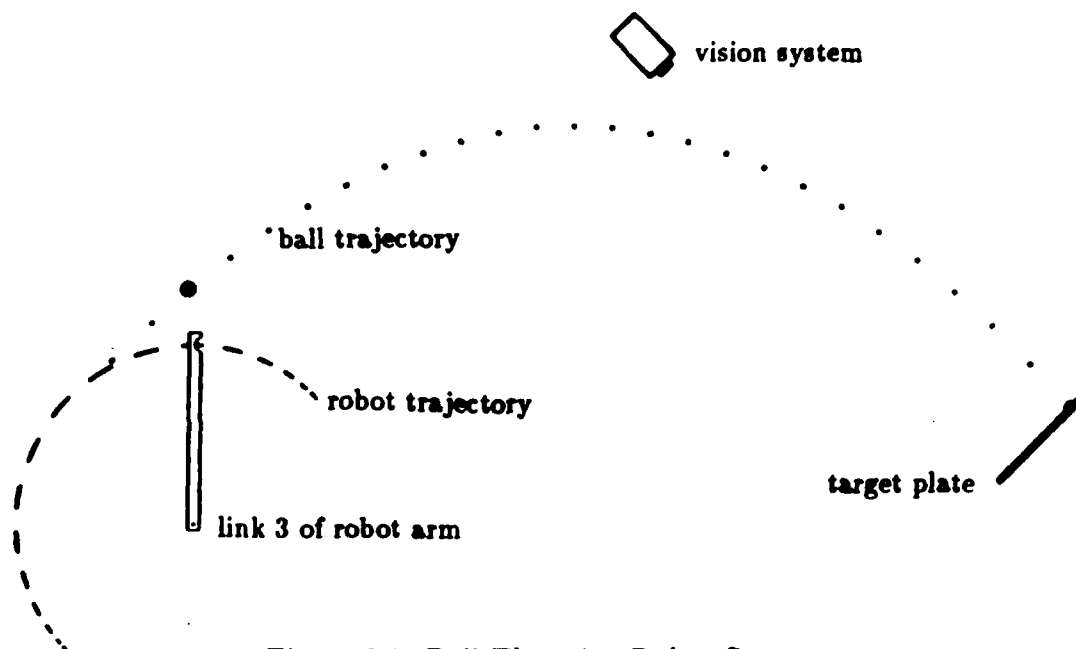 vision system
ball trajectory
robot trajectory
target plate
link 3 of robot arm